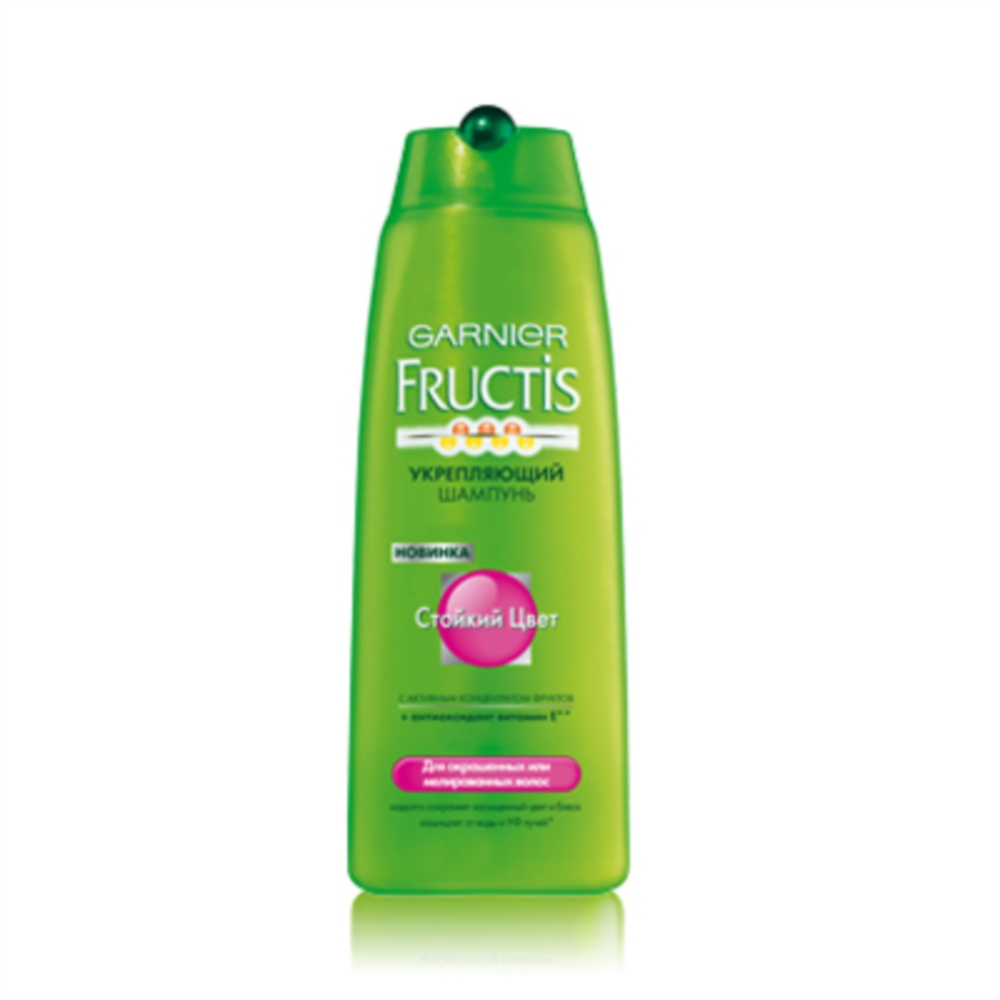 GARNIER
FRUCTIS
УКРЕПЛЯЮЩИЙ
ШАМПУНЬ
НОВИНКА
Стойкий Цвет
С АКТИВНЫМ КОНЦЕНТРАТОМ ФРУКТОВ
+ антиоксидант витамин Е**
Для окрашенных или
мелированных волос
надолго сохраняет насыщенный цвет и блеск
защищает от воды и УФ лучей*